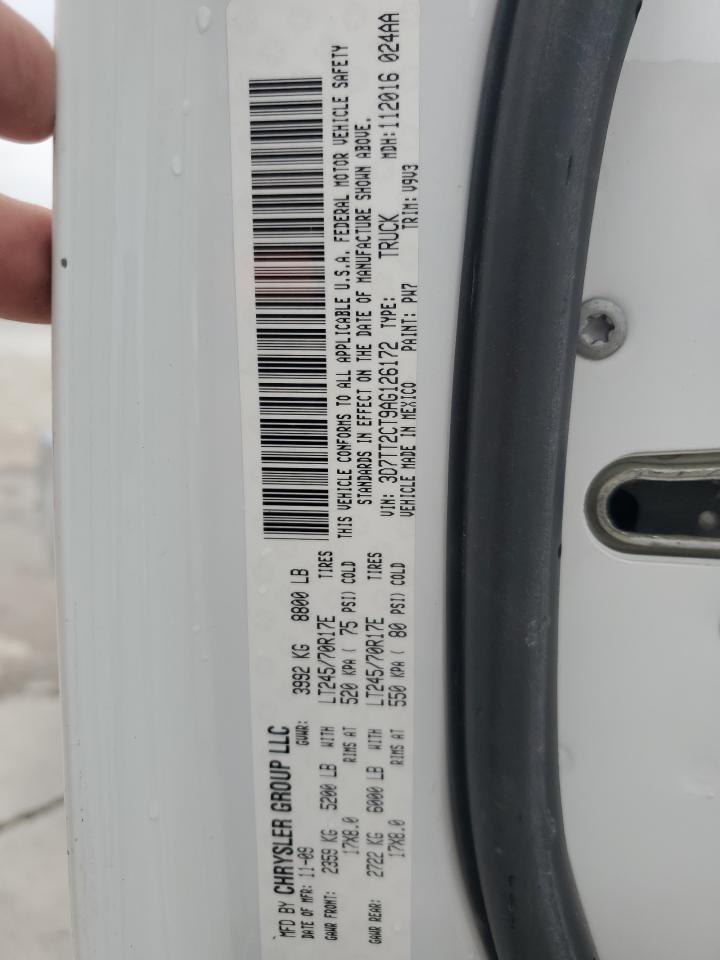 MFD BY CHRYSLER GROUP LLC
DATE OF MFR: 11-09 GVWR: 3992 KG 8800 LB
GAWR FRONT: 2359 KG 5200 LB WITH LT245/70R17E TIRES
17X8.0 RIMS AT 520 KPA ( 75 PSI) COLD
GAWR REAR: 2722 KG 6000 LB WITH LT245/70R17E TIRES
17X8.0 RIMS AT 550 KPA ( 80 PSI) COLD
THIS VEHICLE CONFORMS TO ALL APPLICABLE U.S.A. FEDERAL MOTOR VEHICLE SAFETY
STANDARDS IN EFFECT ON THE DATE OF MANUFACTURE SHOWN ABOVE.
VIN: 3D7TT2CT9AG126172 TYPE: TRUCK MDH:112016 024AA
VEHICLE MADE IN MEXICO PAINT: PW7 TRIM: V9V3